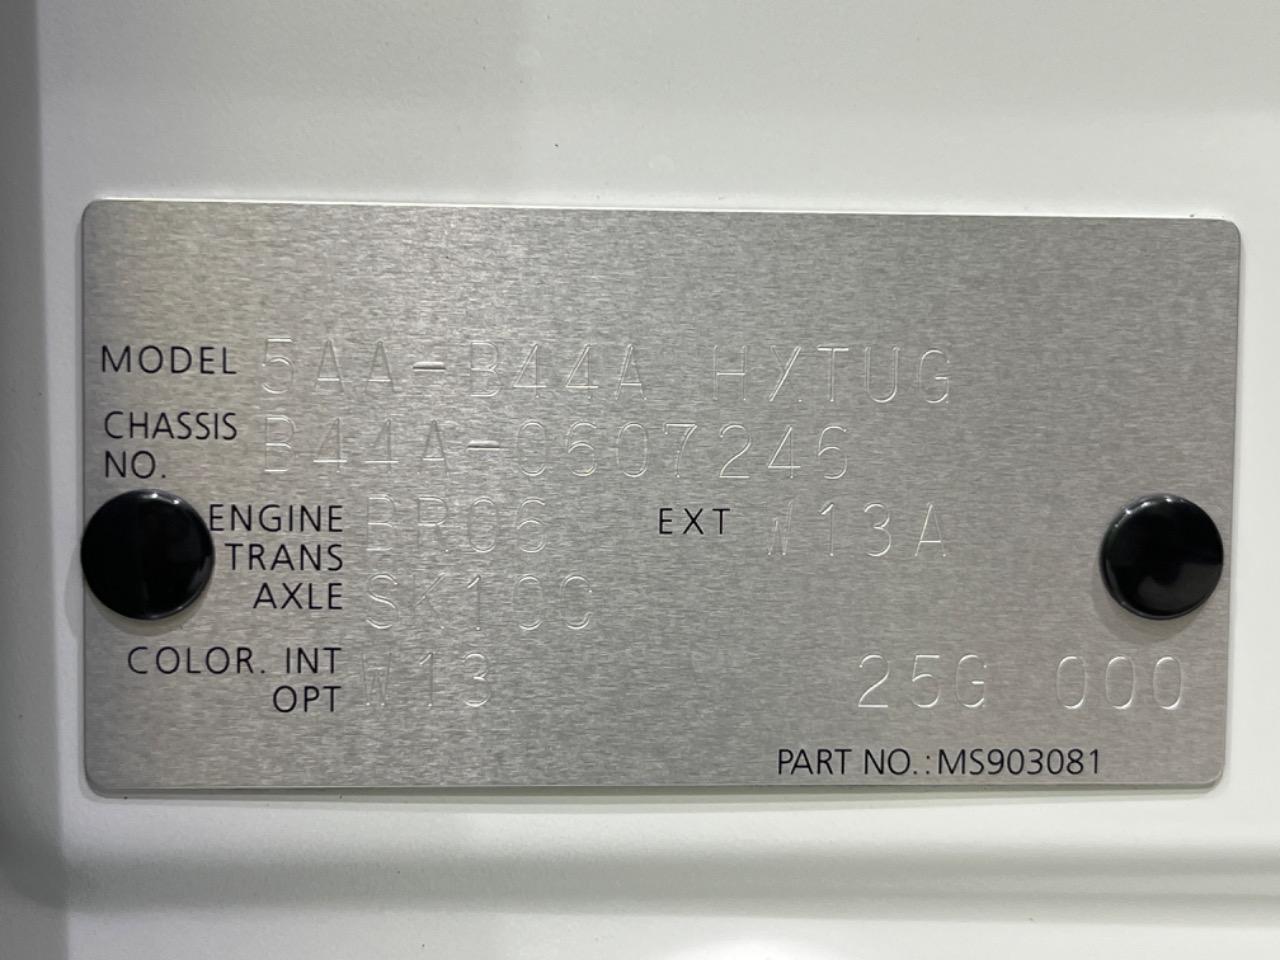 MODEL 5AA-B44A HXTUG
CHASSIS NO. B44A-0607246
ENGINE BR06 EXT W13A
TRANS
AXLE SK10C
COLOR. INT W13 25G 000
OPT
PART NO.:MS903081